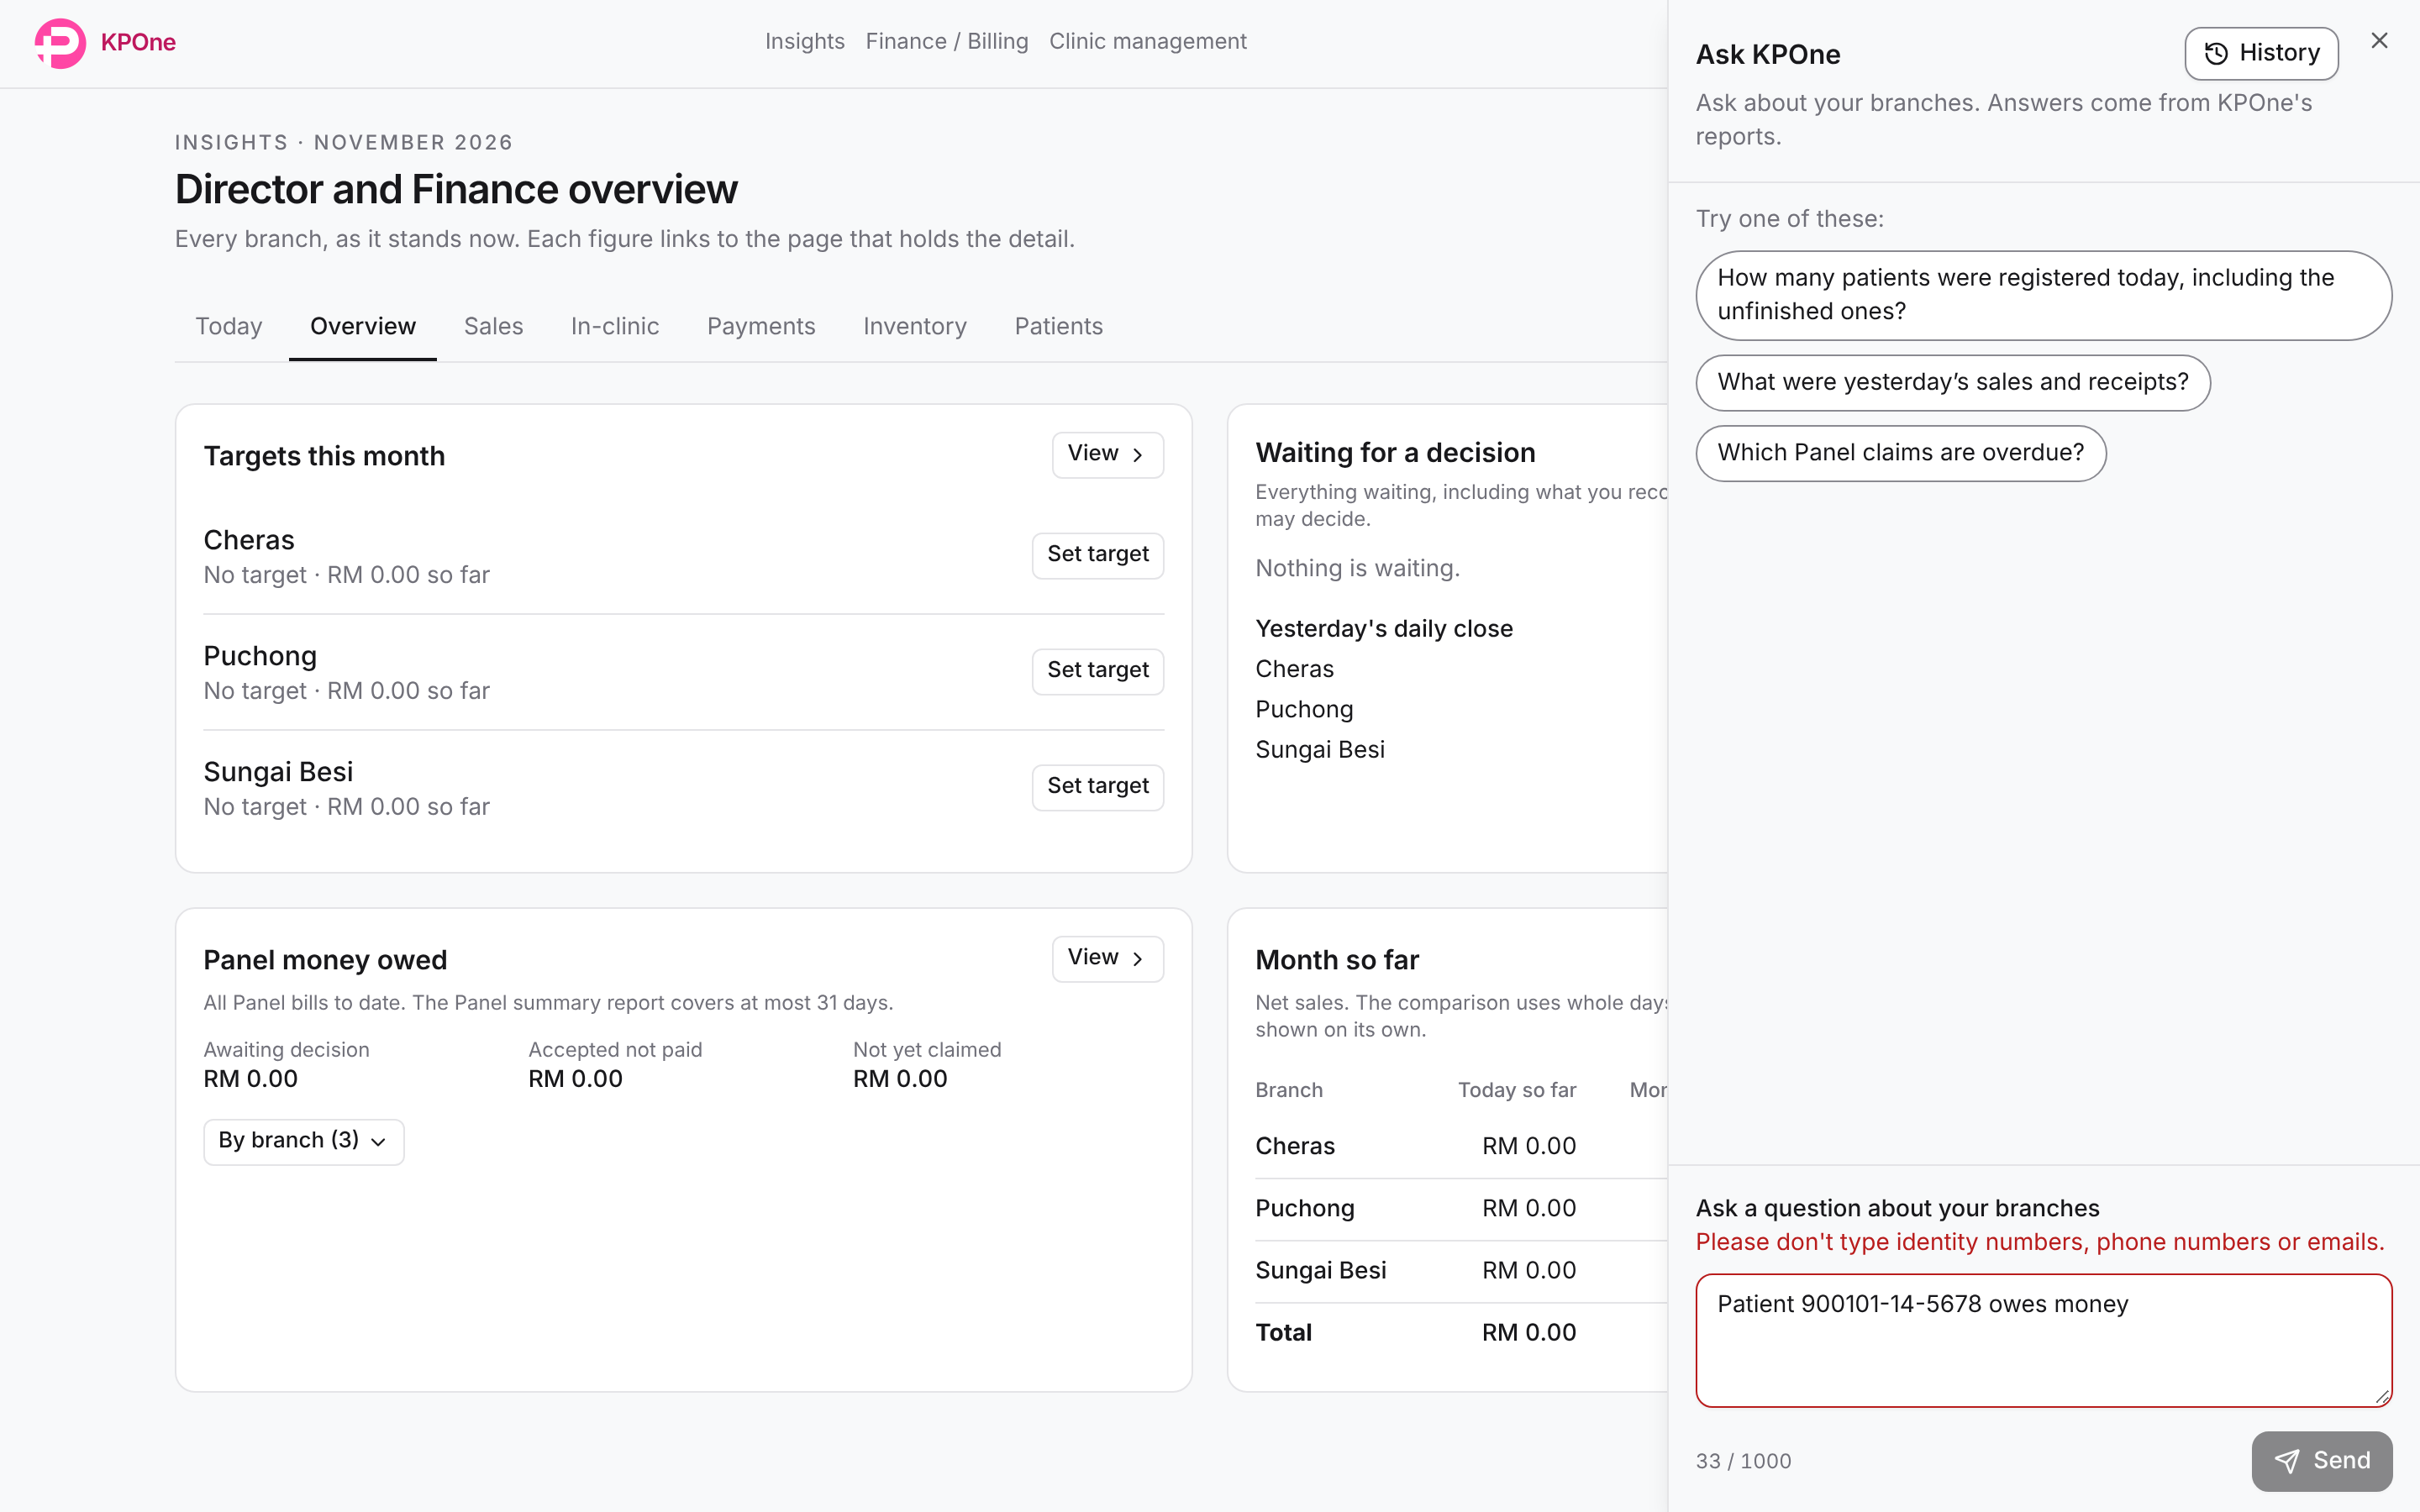 KPOne
Insights
Finance / Billing
Clinic management
INSIGHTS · NOVEMBER 2026
Director and Finance overview
Every branch, as it stands now. Each figure links to the page that holds the detail.
Today
Overview
Sales
In-clinic
Payments
Inventory
Patients
Targets this month
View
Cheras
No target · RM 0.00 so far
Set target
Puchong
No target · RM 0.00 so far
Set target
Sungai Besi
No target · RM 0.00 so far
Set target
Waiting for a decision
Everything waiting, including what you
may decide.
Nothing is waiting.
Yesterday's daily close
Cheras
Puchong
Sungai Besi
Panel money owed
View
All Panel bills to date. The Panel summary report covers at most 31 days.
Awaiting decision
RM 0.00
Accepted not paid
RM 0.00
Not yet claimed
RM 0.00
By branch (3)
Month so far
Net sales. The comparison uses whole days
shown on its own.
Branch
Today so far
Cheras
RM 0.00
Puchong
RM 0.00
Sungai Besi
RM 0.00
Total
RM 0.00
Ask KPOne
History
Ask about your branches. Answers come from KPOne's
reports.
Try one of these:
How many patients were registered today, including the
unfinished ones?
What were yesterday’s sales and receipts?
Which Panel claims are overdue?
Ask a question about your branches
Please don't type identity numbers, phone numbers or emails.
Patient 900101-14-5678 owes money
33 / 1000
Send